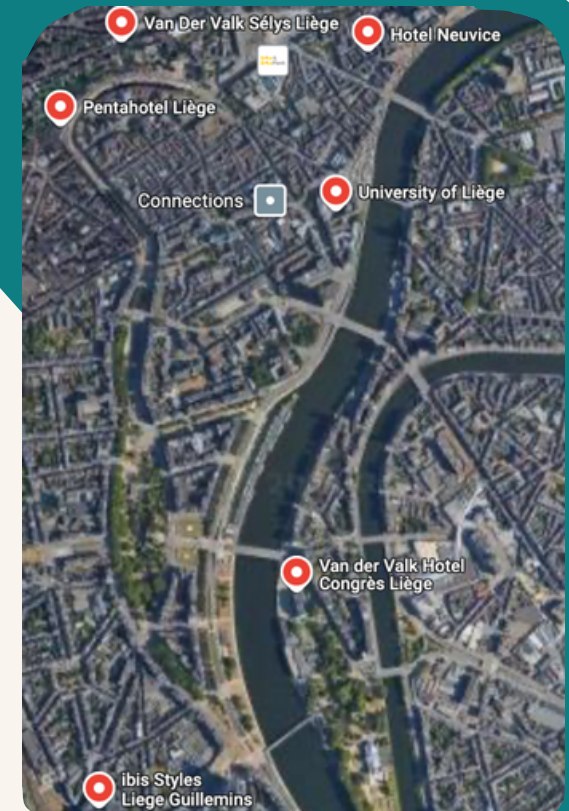 Van Der Valk Sélys Liège
Hotel Neuvice
Pentahotel Liège
Connections
University of Liège
Van der Valk Hotel
Congrès Liège
ibis Styles
Liege Guillemins